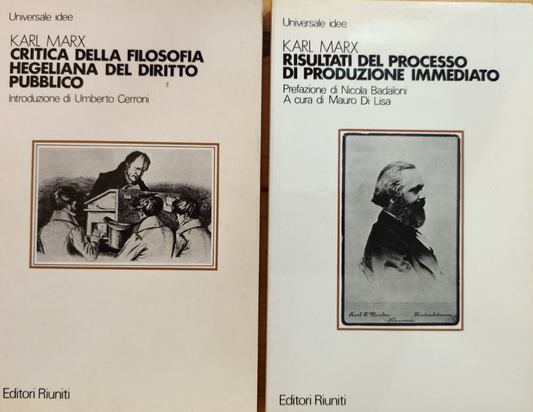 Universale idee
KARL MARX
CRITICA DELLA FILOSOFIA
HEGELIANA DEL DIRITTO
PUBBLICO
Introduzione di Umberto Cerroni
Editori Riuniti
Universale idee
KARL MARX
RISULTATI DEL PROCESSO
DI PRODUZIONE IMMEDIATO
Prefazione di Nicola Badaloni
A cura di Mauro Di Lisa
Editori Riuniti